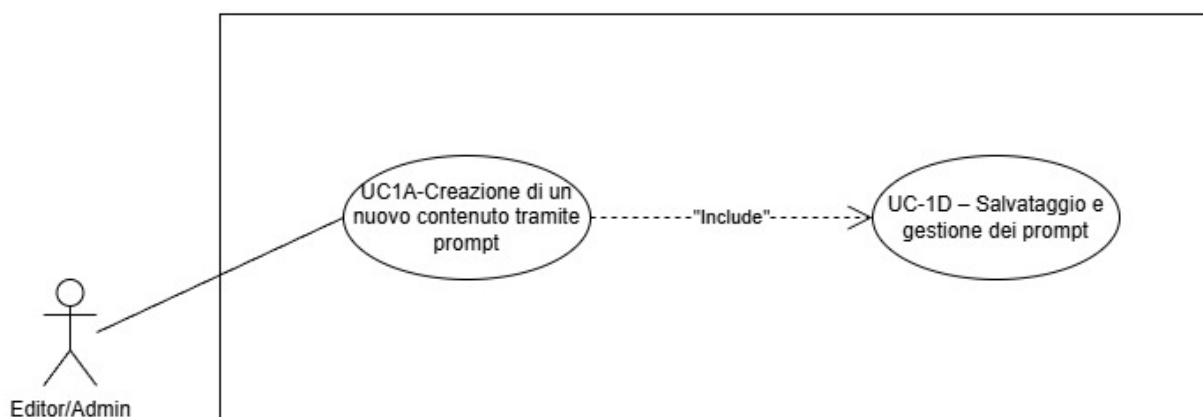 UC1A-Creazione di un
nuovo contenuto tramite
prompt
"Include"
UC-1D – Salvataggio e
gestione dei prompt
Editor/Admin